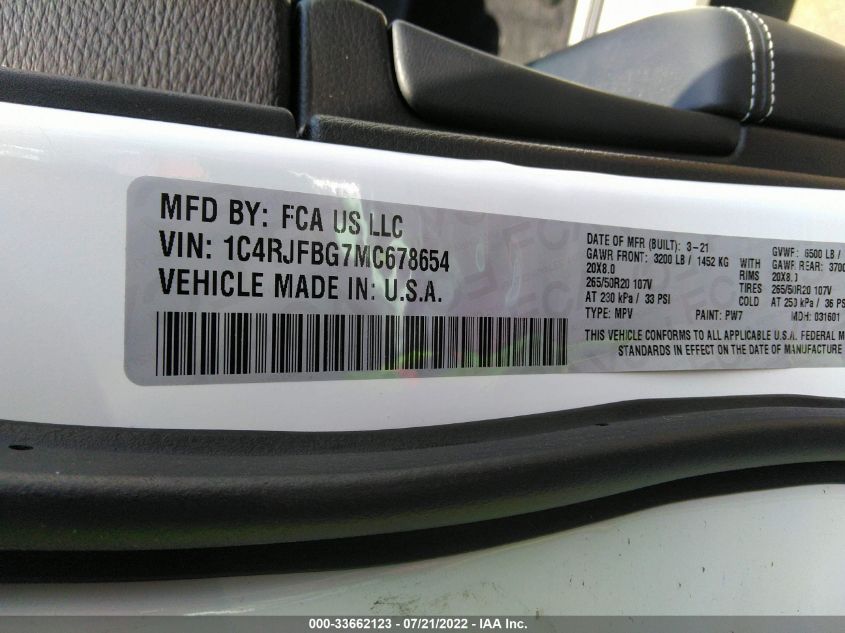 MFD BY: FCA US LLC
VIN: 1C4RJFBG7MC678654
VEHICLE MADE IN: U.S.A.
DATE OF MFR (BUILT): 3-21 GVWR: 6500 LB /
GAWR FRONT: 3200 LB / 1452 KG WITH GAWR REAR: 3700
20X8.0 RIMS 20X8.0
265/50R20 107V TIRES 265/50R20 107V
AT 230 kPa / 33 PSI COLD AT 250 kPa / 36 PS
TYPE: MPV PAINT: PW7 MDH: 031601
THIS VEHICLE CONFORMS TO ALL APPLICABLE U.S.A. FEDERAL M
STANDARDS IN EFFECT ON THE DATE OF MANUFACTURE
000-33662123 - 07/21/2022 - IAA Inc.